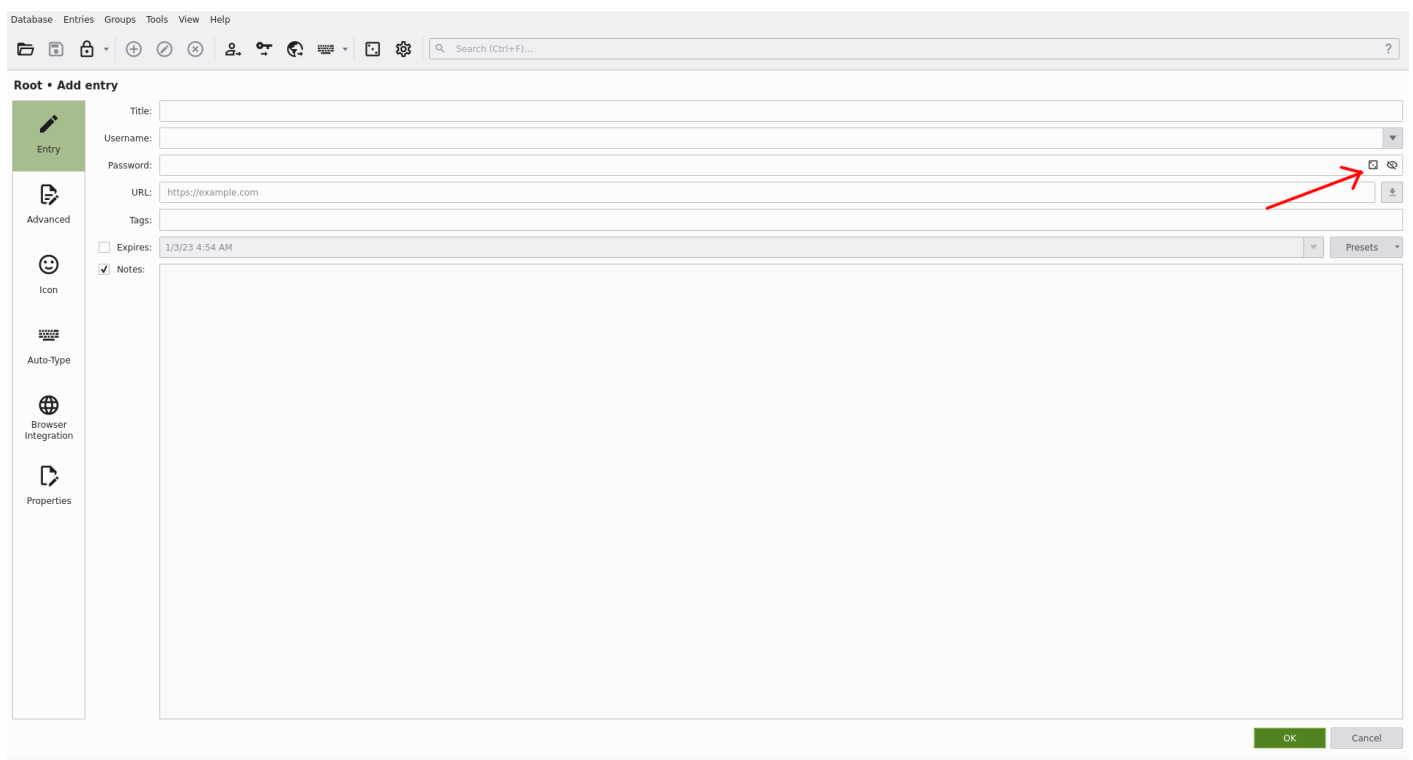 Database Entries Groups Tools View Help
Search (Ctrl+F)...
?
Root • Add entry
Entry
Advanced
Icon
Auto-Type
Browser
Integration
Properties
Title:
Username:
Password:
URL: https://example.com
Tags:
Expires: 1/3/23 4:54 AM Presets
Notes:
OK Cancel